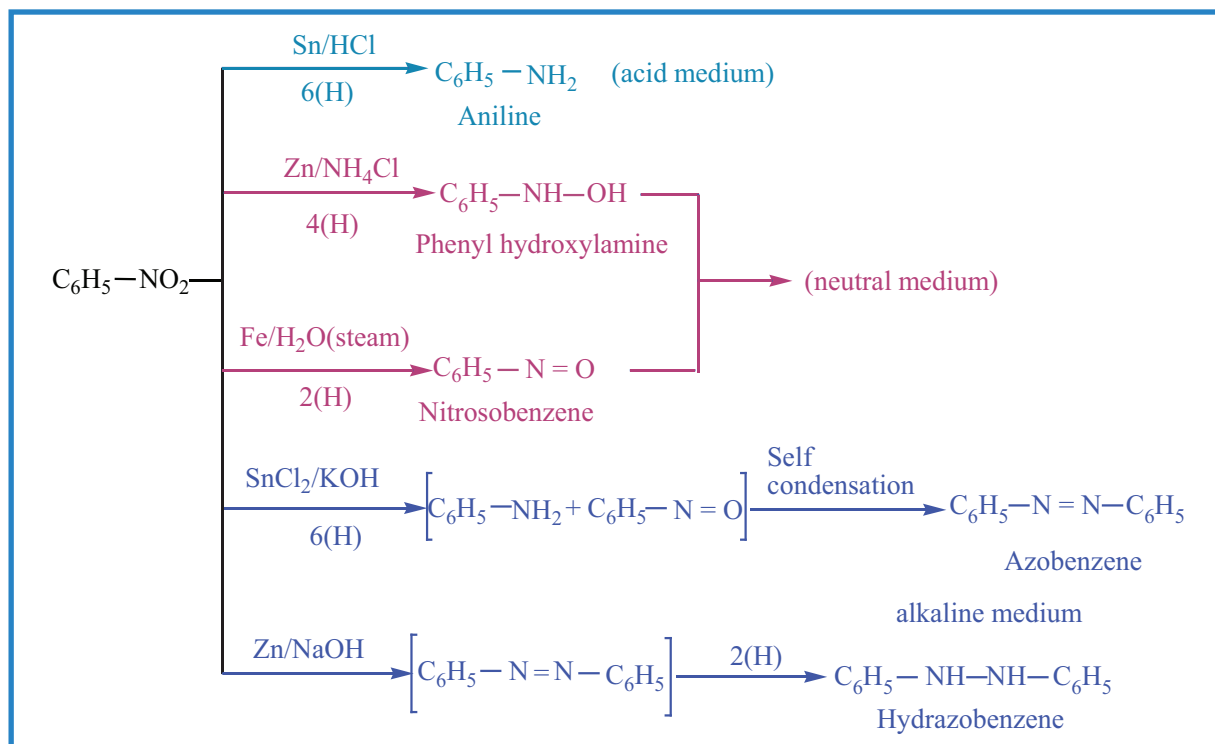 Sn/HCl
6(H)
C₆H₅ — NH₂ (acid medium)
Aniline
Zn/NH₄Cl
4(H)
C₆H₅—NH—OH
Phenyl hydroxylamine
C₆H₅—NO₂
(neutral medium)
Fe/H₂O(steam)
2(H)
C₆H₅ — N = O
Nitrosobenzene
SnCl₂/KOH
6(H)
[C₆H₅—NH₂ + C₆H₅— N = O]
Self
condensation
C₆H₅—N = N—C₆H₅
Azobenzene
alkaline medium
Zn/NaOH
[C₆H₅ — N = N — C₆H₅]
2(H)
C₆H₅— NH—NH— C₆H₅
Hydrazobenzene